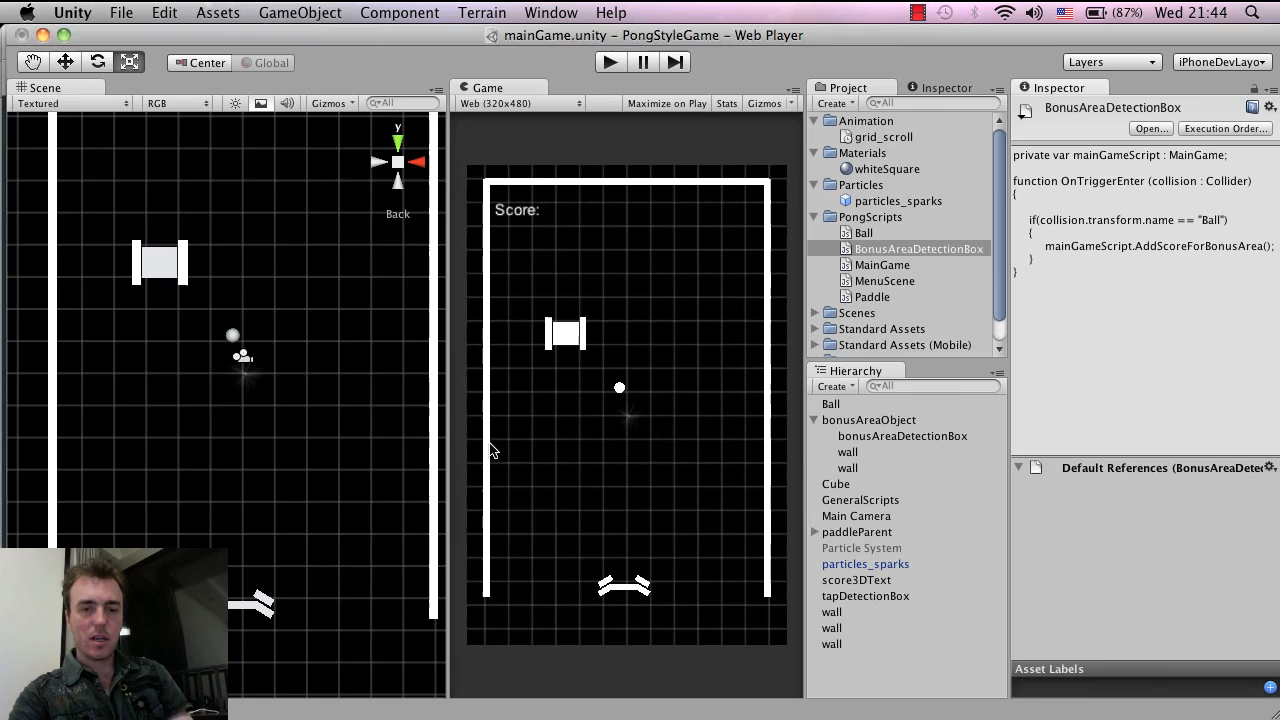 Unity File Edit Assets GameObject Component Terrain Window Help (87%) Wed 21:44
mainGame.unity – PongStyleGame – Web Player
Center Global Layers iPhoneDevLayo
Scene
Textured RGB Gizmos All
y
Back
Game
Web (320x480) Maximize on Play Stats Gizmos
Score:
Project Inspector
Create All
Animation
grid_scroll
Materials
whiteSquare
Particles
particles_sparks
PongScripts
Ball
BonusAreaDetectionBox
MainGame
MenuScene
Paddle
Scenes
Standard Assets
Standard Assets (Mobile)
Hierarchy
Create All
Ball
bonusAreaObject
bonusAreaDetectionBox
wall
wall
Cube
GeneralScripts
Main Camera
paddleParent
Particle System
particles_sparks
score3DText
tapDetectionBox
wall
wall
wall
Inspector
BonusAreaDetectionBox
Open... Execution Order...
private var mainGameScript : MainGame;
function OnTriggerEnter (collision : Collider)
{
if(collision.transform.name == "Ball")
{
mainGameScript.AddScoreForBonusArea();
}
}
Default References (BonusAreaDete
Asset Labels